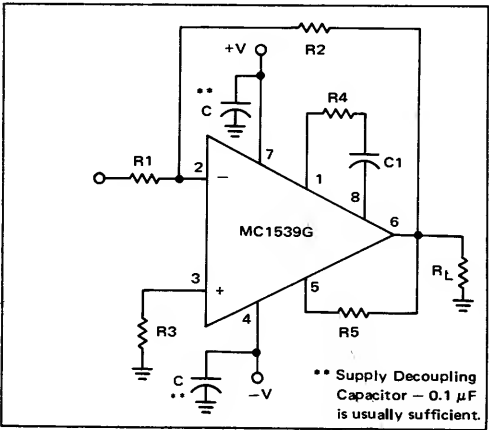 +V
R2
**
C
R4
R1
7
C1
2
−
1
8
MC1539G
6
3
+
5
R_L
R3
4
R5
C
**
−V
** Supply Decoupling
Capacitor – 0.1 μF
is usually sufficient.